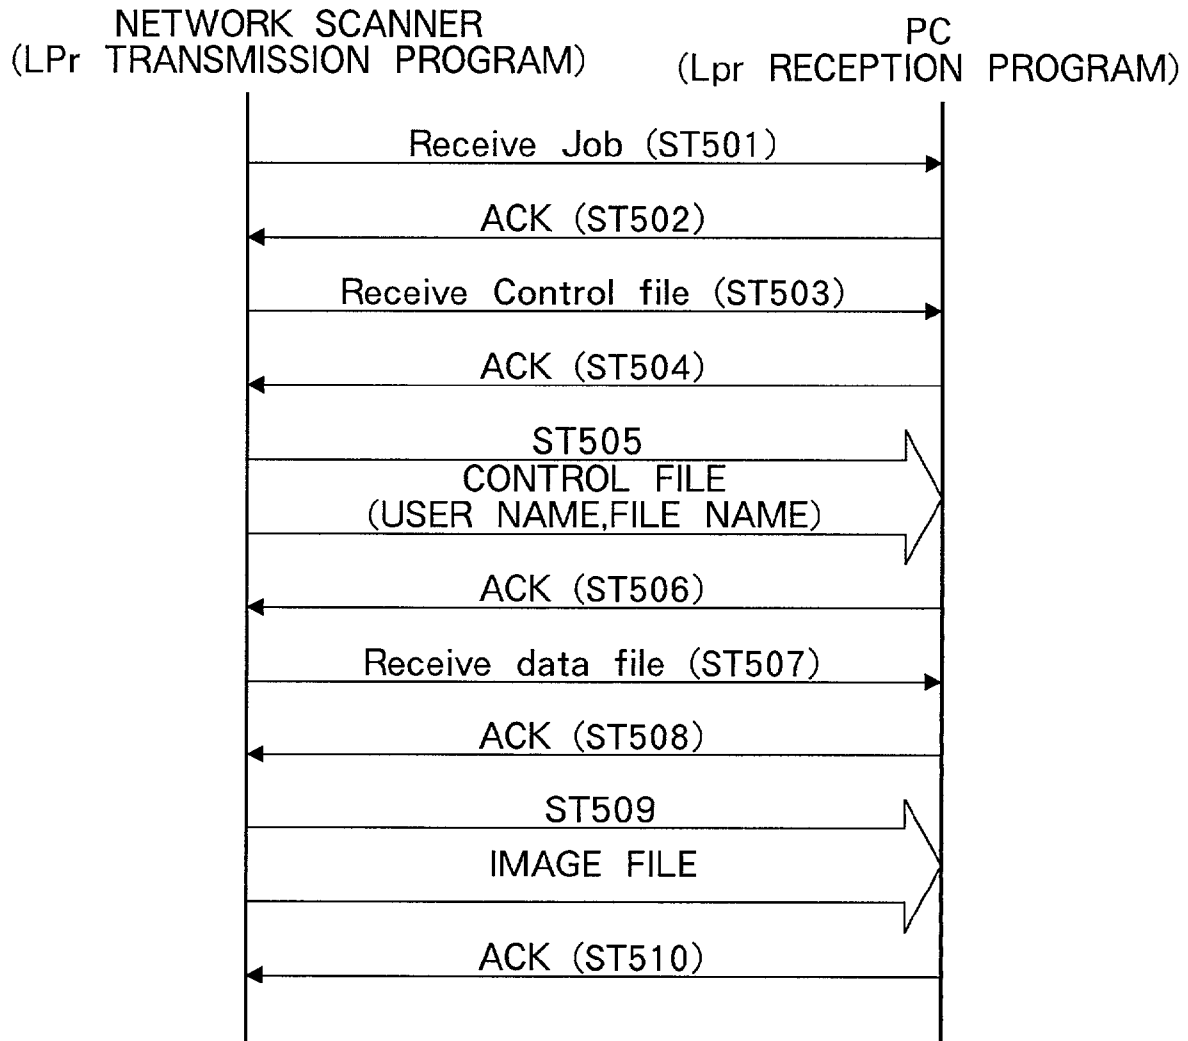 NETWORK SCANNER
(LPr TRANSMISSION PROGRAM)
PC
(Lpr RECEPTION PROGRAM)
Receive Job (ST501)
ACK (ST502)
Receive Control file (ST503)
ACK (ST504)
ST505
CONTROL FILE
(USER NAME,FILE NAME)
ACK (ST506)
Receive data file (ST507)
ACK (ST508)
ST509
IMAGE FILE
ACK (ST510)